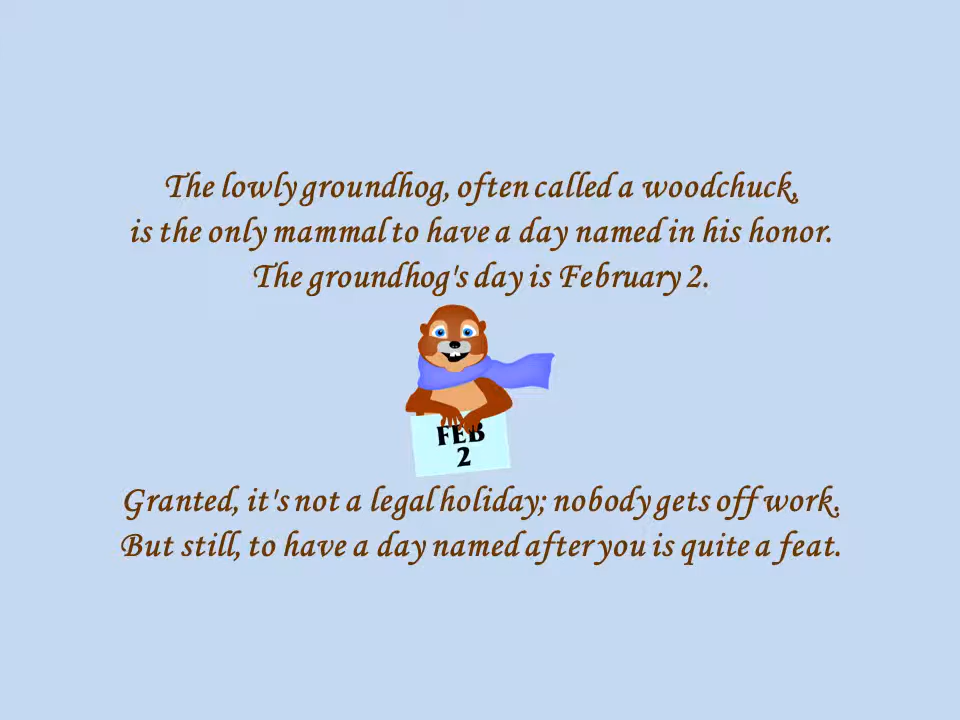 The lowly groundhog, often called a woodchuck,
is the only mammal to have a day named in his honor.
The groundhog's day is February 2.
FEB
2
Granted, it's not a legal holiday; nobody gets off work.
But still, to have a day named after you is quite a feat.